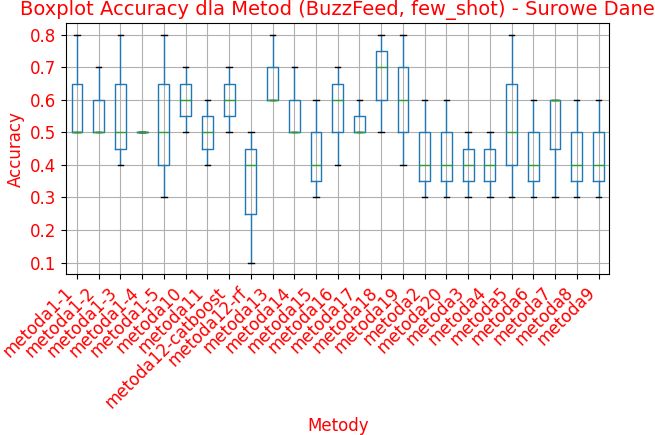 Boxplot Accuracy dla Metod (BuzzFeed, few_shot) - Surowe Dane
Accuracy
0.8
0.7
0.6
0.5
0.4
0.3
0.2
0.1
metoda1-1
metoda1-2
metoda1-3
metoda1-4
metoda1-5
metoda10
metoda11
metoda12-catboost
metoda12-rf
metoda13
metoda14
metoda15
metoda16
metoda17
metoda18
metoda19
metoda2
metoda20
metoda3
metoda4
metoda5
metoda6
metoda7
metoda8
metoda9
Metody